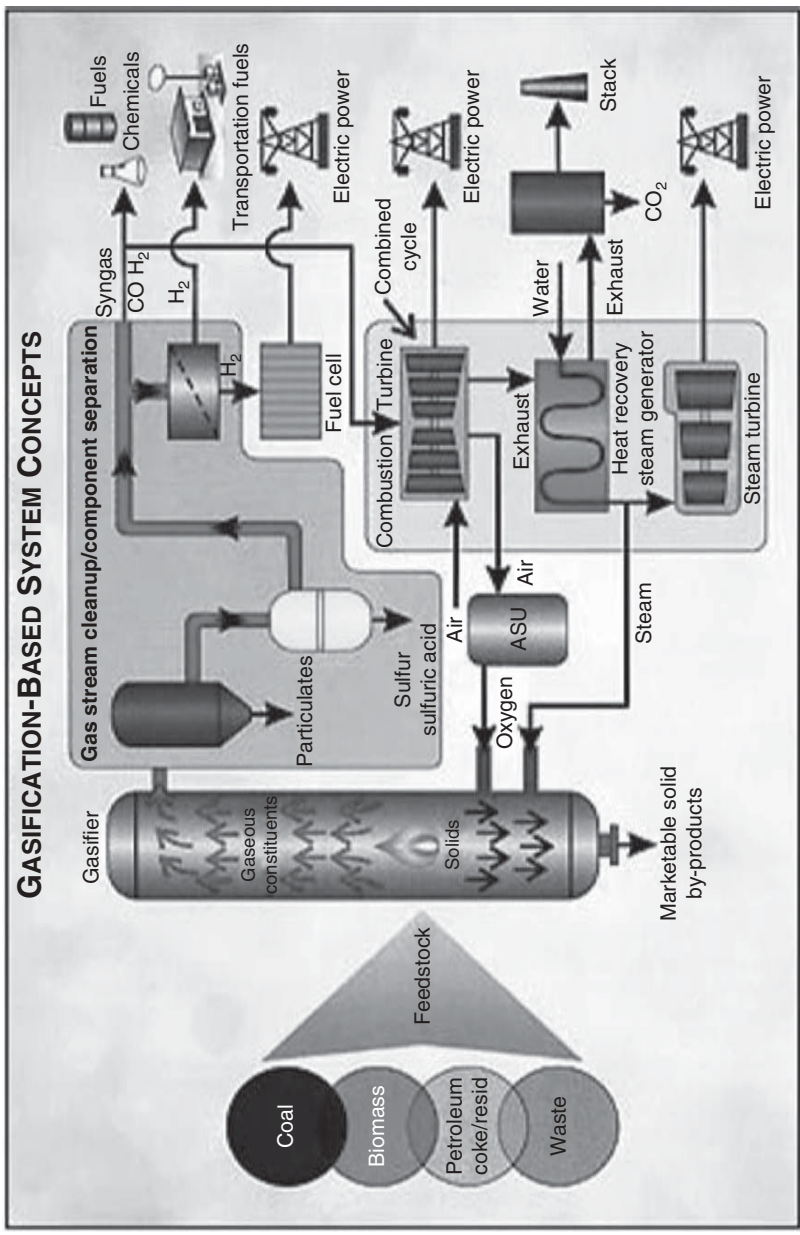 GASIFICATION-BASED SYSTEM CONCEPTS
Gasifier
Gas stream cleanup/component separation
Syngas
CO H₂
Fuels
Chemicals
H₂
Transportation fuels
H₂
Fuel cell
Electric power
Particulates
Sulfur
sulfuric acid
Gaseous
constituents
Solids
Coal
Biomass
Petroleum
coke/resid
Waste
Feedstock
Combustion Turbine
Combined
cycle
Electric power
Air
Air
ASU
Oxygen
Exhaust
Water
Heat recovery
steam generator
Exhaust
CO₂
Stack
Steam
Steam turbine
Electric power
Marketable solid
by-products